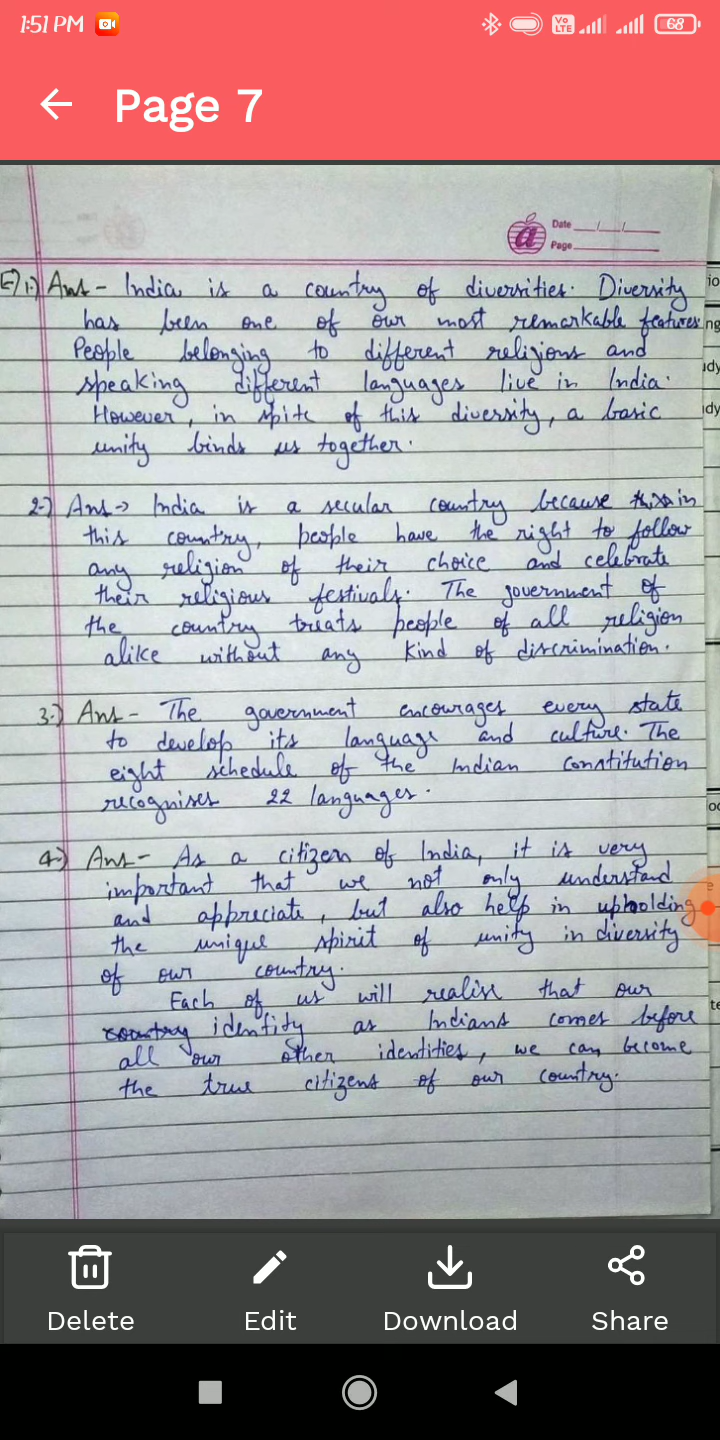 1:51 PM
Vo LTE
68
Page 7
a
Date __/__/__
Page
E) 1.) Ans - India is a country of diversities. Diversity
has been one of our most remarkable features
People belonging to different religions and
speaking different languages live in India.
However, in spite of this diversity, a basic
unity binds us together.
2.) Ans → India is a secular country because in
this country, people have the right to follow
any religion of their choice and celebrate
their religious festivals. The government of
the country treats people of all religion
alike without any kind of discrimination.
3.) Ans - The government encourages every state
to develop its language and culture. The
eight schedule of the Indian constitution
recognises 22 languages.
4.) Ans - As a citizen of India, it is very
important that we not only understand
and appreciate, but also help in upholding
the unique spirit of unity in diversity
of our country.
Each of us will realise that our
country identity as Indians comes before
all our other identities, we can become
the true citizens of our country.
Delete
Edit
Download
Share